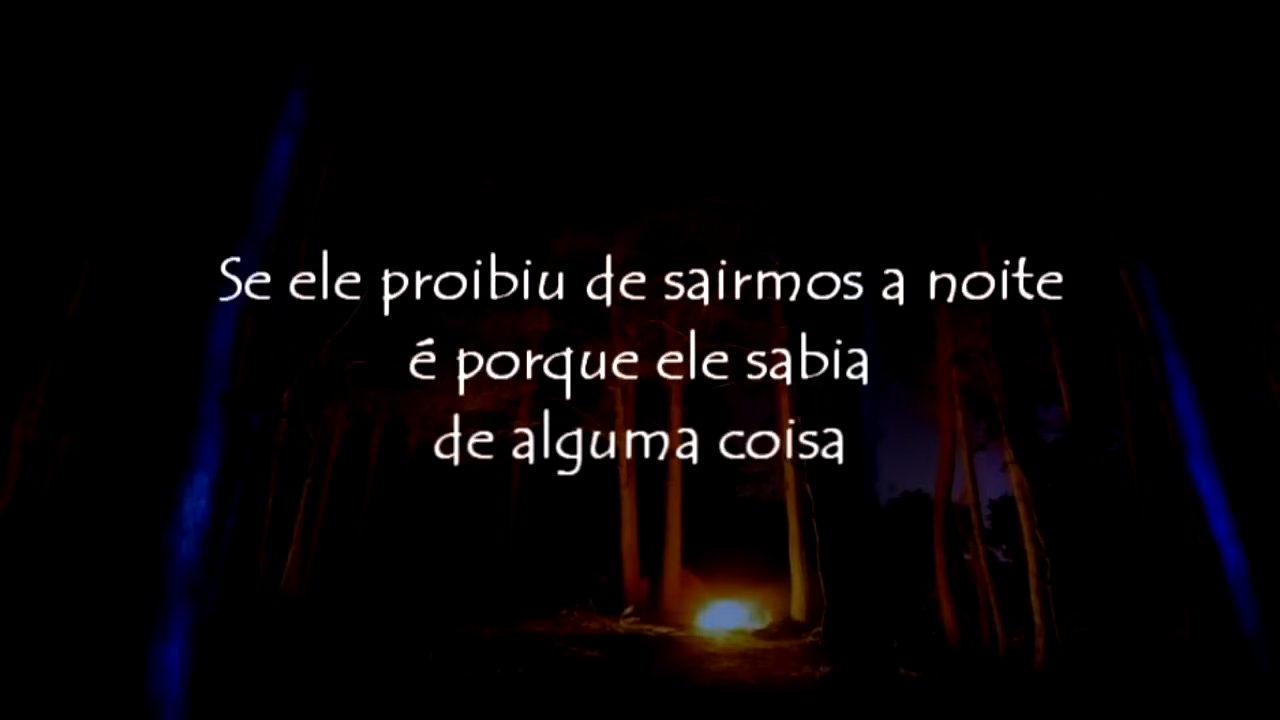 Se ele proibiu de sairmos a noite
é porque ele sabia
de alguma coisa